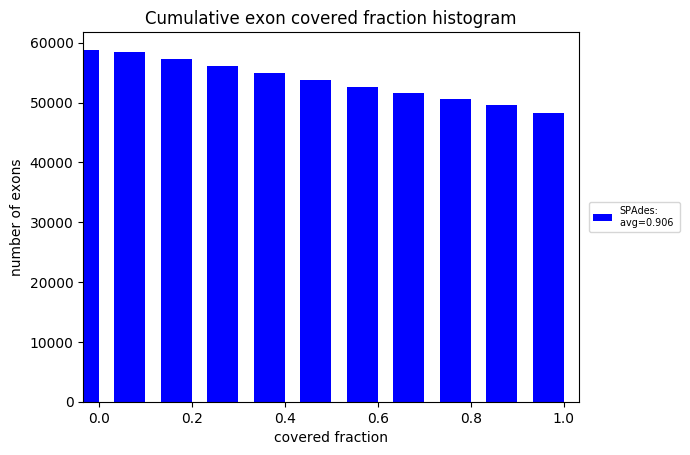 Cumulative exon covered fraction histogram
60000
50000
40000
30000
20000
10000
0
number of exons
0.0 0.2 0.4 0.6 0.8 1.0
covered fraction
SPAdes:
avg=0.906